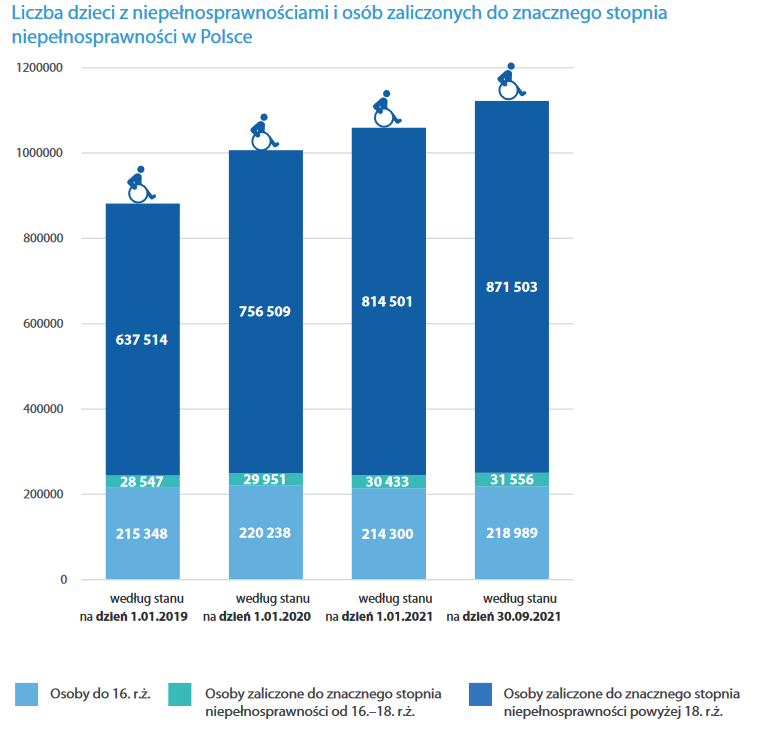 Liczba dzieci z niepełnosprawnościami i osób zaliczonych do znacznego stopnia
niepełnosprawności w Polsce
1200000
1000000
800000
600000
400000
200000
0
637 514
28 547
215 348
756 509
29 951
220 238
814 501
30 433
214 300
871 503
31 556
218 989
według stanu
na dzień 1.01.2019
według stanu
na dzień 1.01.2020
według stanu
na dzień 1.01.2021
według stanu
na dzień 30.09.2021
Osoby do 16. r.ż.
Osoby zaliczone do znacznego stopnia
niepełnosprawności od 16.–18. r.ż.
Osoby zaliczone do znacznego stopnia
niepełnosprawności powyżej 18. r.ż.